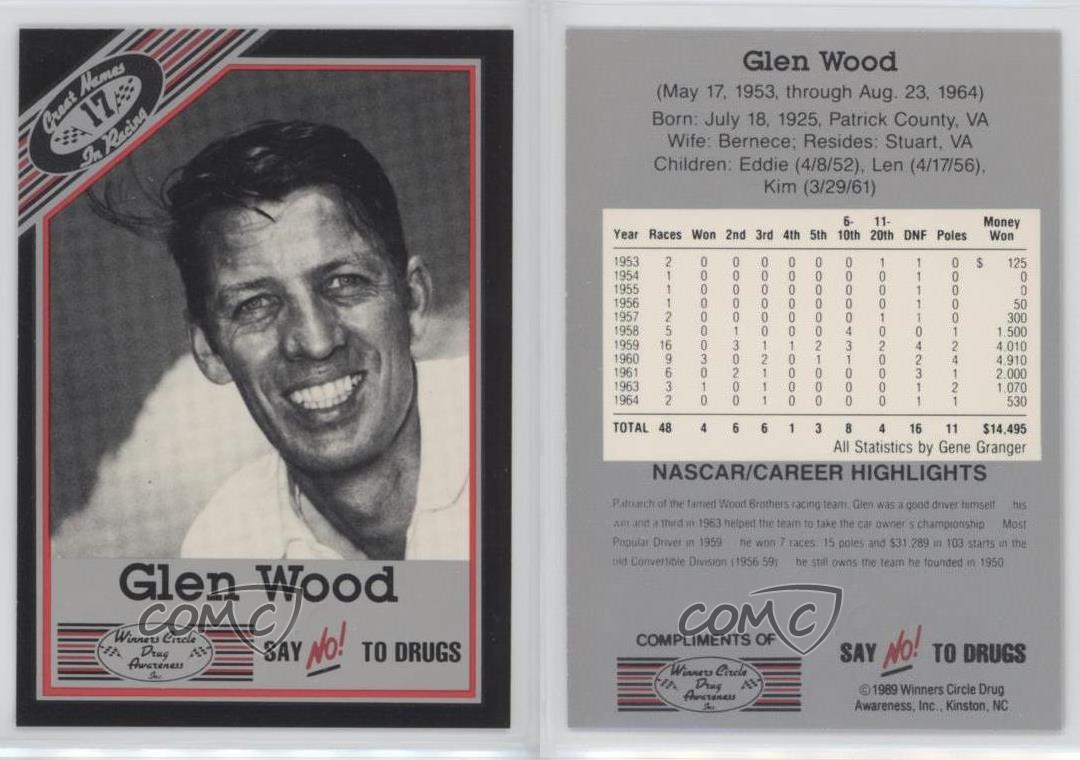 Great Names
17
In Racing
Glen Wood
COMC
Winners Circle
Drug
Awareness
Inc.
SAY NO! TO DRUGS
Glen Wood
(May 17, 1953, through Aug. 23, 1964)
Born: July 18, 1925, Patrick County, VA
Wife: Bernece; Resides: Stuart, VA
Children: Eddie (4/8/52), Len (4/17/56),
Kim (3/29/61)
Year Races Won 2nd 3rd 4th 5th 6-10th 11-20th DNF Poles Money Won
1953 2 0 0 0 0 0 0 1 1 0 $ 125
1954 1 0 0 0 0 0 0 0 1 0 0
1955 1 0 0 0 0 0 0 0 1 0 0
1956 1 0 0 0 0 0 0 0 1 0 50
1957 2 0 0 0 0 0 0 1 1 0 300
1958 5 0 1 0 0 0 4 0 0 1 1.500
1959 16 0 3 1 1 2 3 2 4 2 4.010
1960 9 3 0 2 0 1 1 0 2 4 4.910
1961 6 0 2 1 0 0 0 0 3 1 2.000
1963 3 1 0 1 0 0 0 0 1 2 1.070
1964 2 0 0 1 0 0 0 0 1 1 530
TOTAL 48 4 6 6 1 3 8 4 16 11 $14,495
All Statistics by Gene Granger
NASCAR/CAREER HIGHLIGHTS
Patriarch of the famed Wood Brothers racing team. Glen was a good driver himself his
win and a third in 1963 helped the team to take the car owner s championship Most
Popular Driver in 1959 he won 7 races. 15 poles and $31.289 in 103 starts in the
old Convertible Division (1956 59) he still owns the team he founded in 1950
COMC
COMPLIMENTS OF
Winners Circle
Drug
Awareness
Inc.
SAY NO! TO DRUGS
©1989 Winners Circle Drug
Awareness, Inc., Kinston, NC